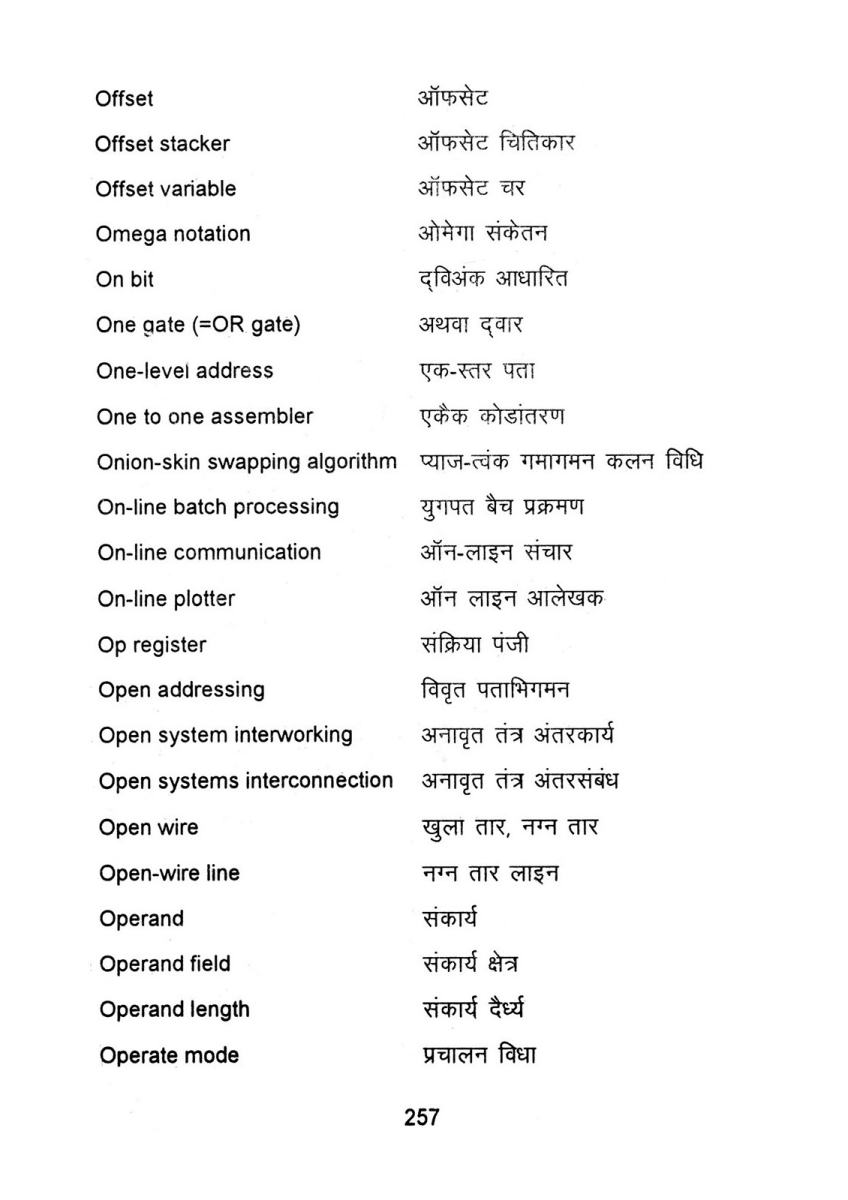 Offset ऑफसेट
Offset stacker ऑफसेट चितिकार
Offset variable ऑफसेट चर
Omega notation ओमेगा संकेतन
On bit द्‌विअंक आधारित
One gate (=OR gate) अथवा द्‌वार
One-level address एक-स्तर पता
One to one assembler एकैक कोडांतरण
Onion-skin swapping algorithm प्याज-त्वंक गमागमन कलन विधि
On-line batch processing युगपत बैच प्रक्रमण
On-line communication ऑन-लाइन संचार
On-line plotter ऑन लाइन आलेखक
Op register संक्रिया पंजी
Open addressing विवृत पताभिगमन
Open system interworking अनावृत तंत्र अंतरकार्य
Open systems interconnection अनावृत तंत्र अंतरसंबंध
Open wire खुला तार, नग्न तार
Open-wire line नग्न तार लाइन
Operand संकार्य
Operand field संकार्य क्षेत्र
Operand length संकार्य दैर्ध्य
Operate mode प्रचालन विधा
257